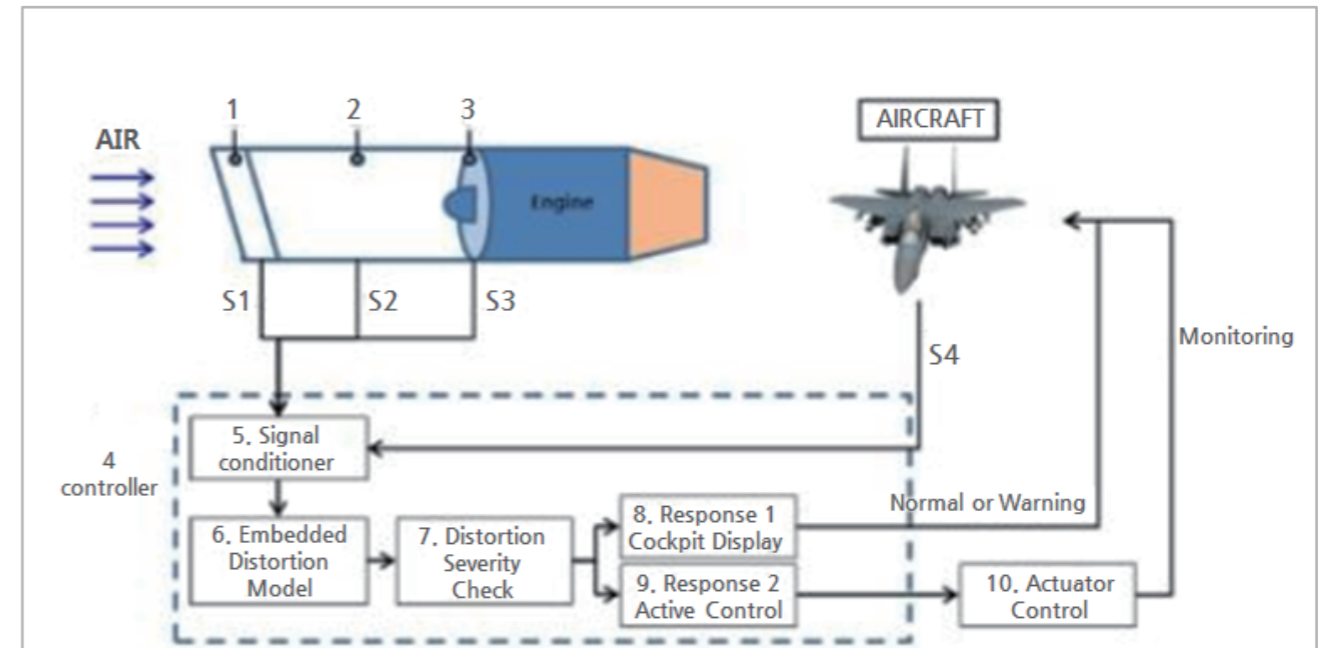 1
2
3
AIR
AIRCRAFT
Engine
S1
S2
S3
S4
Monitoring
4
controller
5. Signal
conditioner
Normal or Warning
6. Embedded
Distortion
Model
7. Distortion
Severity
Check
8. Response 1
Cockpit Display
9. Response 2
Active Control
10. Actuator
Control